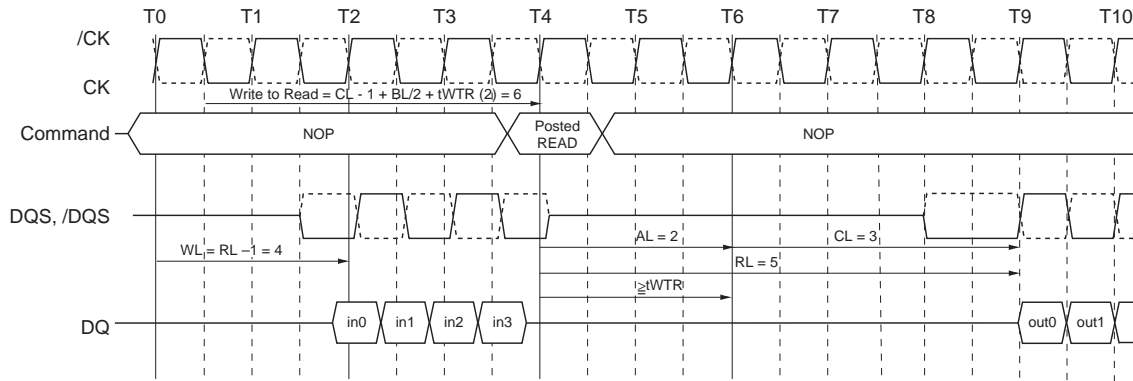 T0 T1 T2 T3 T4 T5 T6 T7 T8 T9 T10
/CK
CK
Write to Read = CL - 1 + BL/2 + tWTR (2) = 6
Command NOP Posted READ NOP
DQS, /DQS
WL = RL –1 = 4 AL = 2 CL = 3
RL = 5
≧tWTR
DQ in0 in1 in2 in3 out0 out1